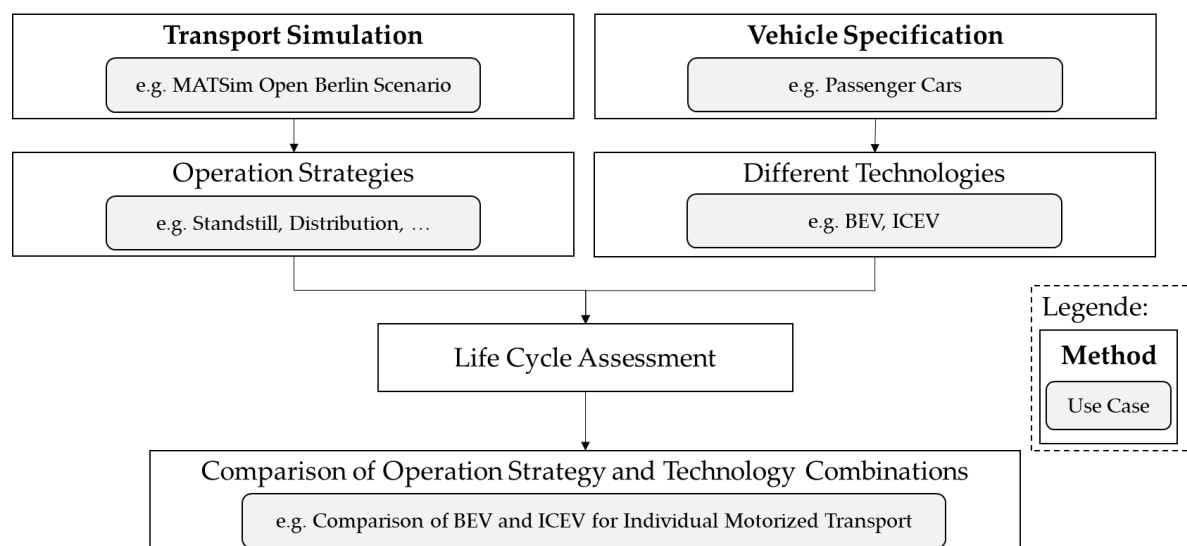 Transport Simulation
e.g. MATSim Open Berlin Scenario
Vehicle Specification
e.g. Passenger Cars
Operation Strategies
e.g. Standstill, Distribution, …
Different Technologies
e.g. BEV, ICEV
Life Cycle Assessment
Legende:
Method
Use Case
Comparison of Operation Strategy and Technology Combinations
e.g. Comparison of BEV and ICEV for Individual Motorized Transport